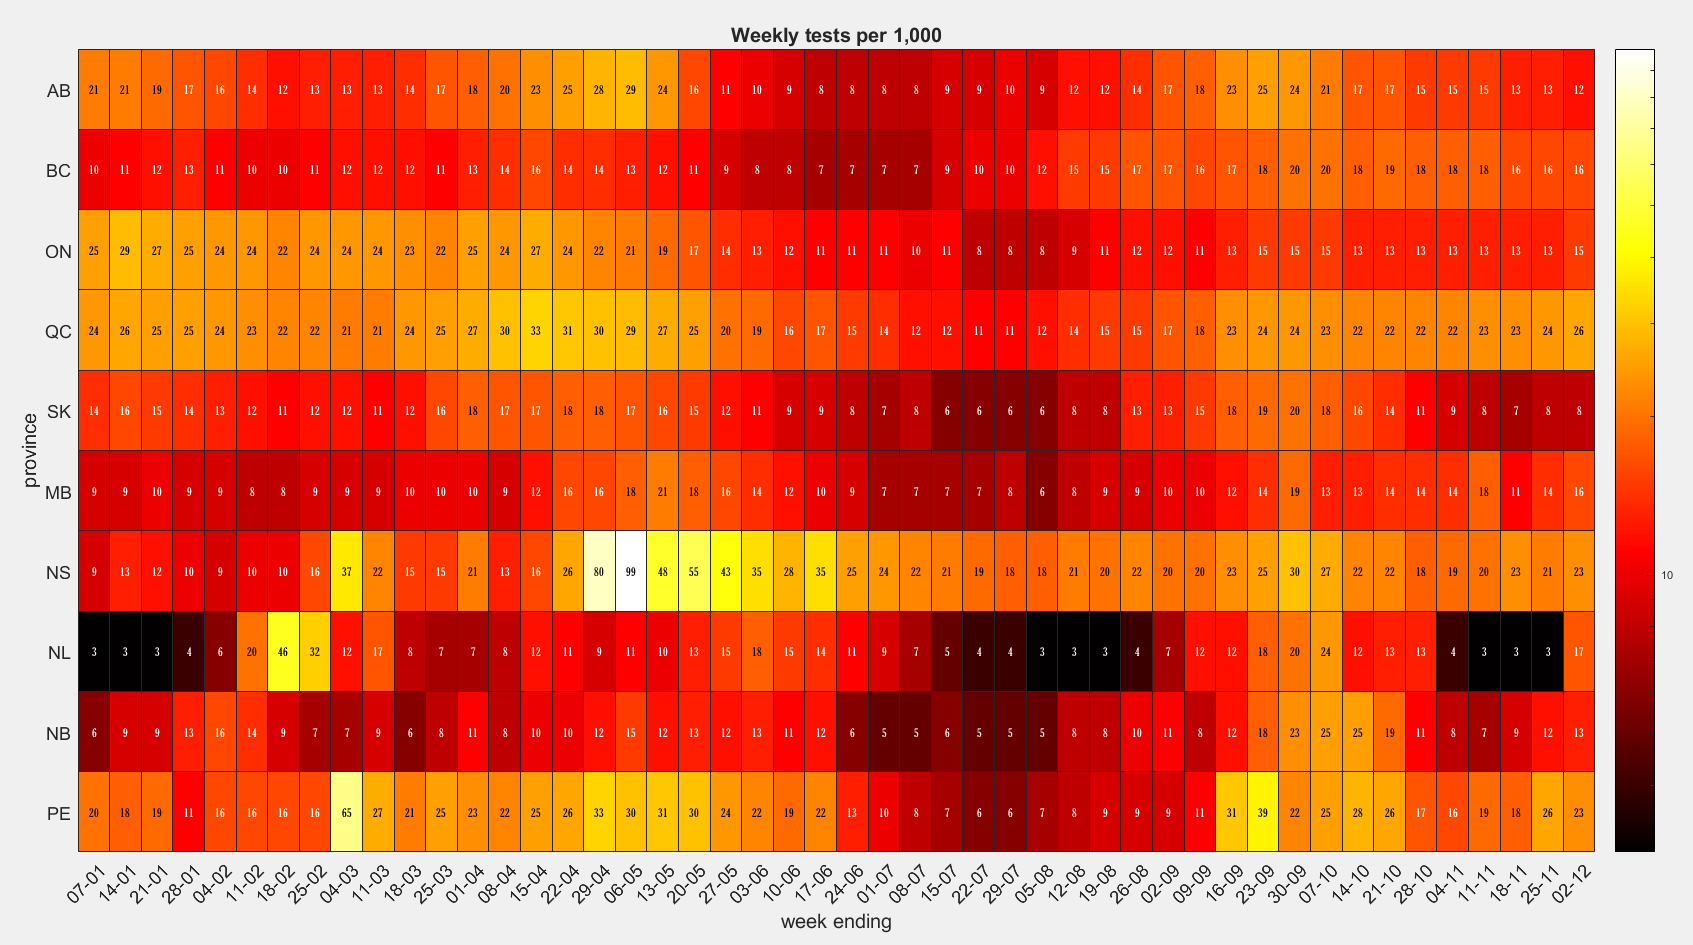 Weekly tests per 1,000
AB 21 21 19 17 16 14 12 13 13 13 14 17 18 20 23 25 28 29 24 16 11 10 9 8 8 8 8 9 9 10 9 12 12 14 17 18 23 25 24 21 17 17 15 15 15 13 13 12
BC 10 11 12 13 11 10 10 11 12 12 12 11 13 14 16 14 14 13 12 11 9 8 8 7 7 7 7 9 10 10 12 15 15 17 17 16 17 18 20 20 18 19 18 18 18 16 16 16
ON 25 29 27 25 24 24 22 24 24 24 23 22 25 24 27 24 22 21 19 17 14 13 12 11 11 11 10 11 8 8 8 9 11 12 12 11 13 15 15 15 13 13 13 13 13 13 13 15
QC 24 26 25 25 24 23 22 22 21 21 24 25 27 30 33 31 30 29 27 25 20 19 16 17 15 14 12 12 11 11 12 14 15 15 17 18 23 24 24 23 22 22 22 22 23 23 24 26
SK 14 16 15 14 13 12 11 12 12 11 12 16 18 17 17 18 18 17 16 15 12 11 9 9 8 7 8 6 6 6 6 8 8 13 13 15 18 19 20 18 16 14 11 9 8 7 8 8
MB 9 9 10 9 9 8 8 9 9 9 10 10 10 9 12 16 16 18 21 18 16 14 12 10 9 7 7 7 7 8 6 8 9 9 10 10 12 14 19 13 13 14 14 14 18 11 14 16
NS 9 13 12 10 9 10 10 16 37 22 15 15 21 13 16 26 80 99 48 55 43 35 28 35 25 24 22 21 19 18 18 21 20 22 20 20 23 25 30 27 22 22 18 19 20 23 21 23
10
NL 3 3 3 4 6 20 46 32 12 17 8 7 7 8 12 11 9 11 10 13 15 18 15 14 11 9 7 5 4 4 3 3 3 4 7 12 12 18 20 24 12 13 13 4 3 3 3 17
NB 6 9 9 13 16 14 9 7 7 9 6 8 11 8 10 10 12 15 12 13 12 13 11 12 6 5 5 6 5 5 5 8 8 10 11 8 12 18 23 25 25 19 11 8 7 9 12 13
PE 20 18 19 11 16 16 16 16 65 27 21 25 23 22 25 26 33 30 31 30 24 22 19 22 13 10 8 7 6 6 7 8 9 9 9 11 31 39 22 25 28 26 17 16 19 18 26 23
province
07-01 14-01 21-01 28-01 04-02 11-02 18-02 25-02 04-03 11-03 18-03 25-03 01-04 08-04 15-04 22-04 29-04 06-05 13-05 20-05 27-05 03-06 10-06 17-06 24-06 01-07 08-07 15-07 22-07 29-07 05-08 12-08 19-08 26-08 02-09 09-09 16-09 23-09 30-09 07-10 14-10 21-10 28-10 04-11 11-11 18-11 25-11 02-12
week ending